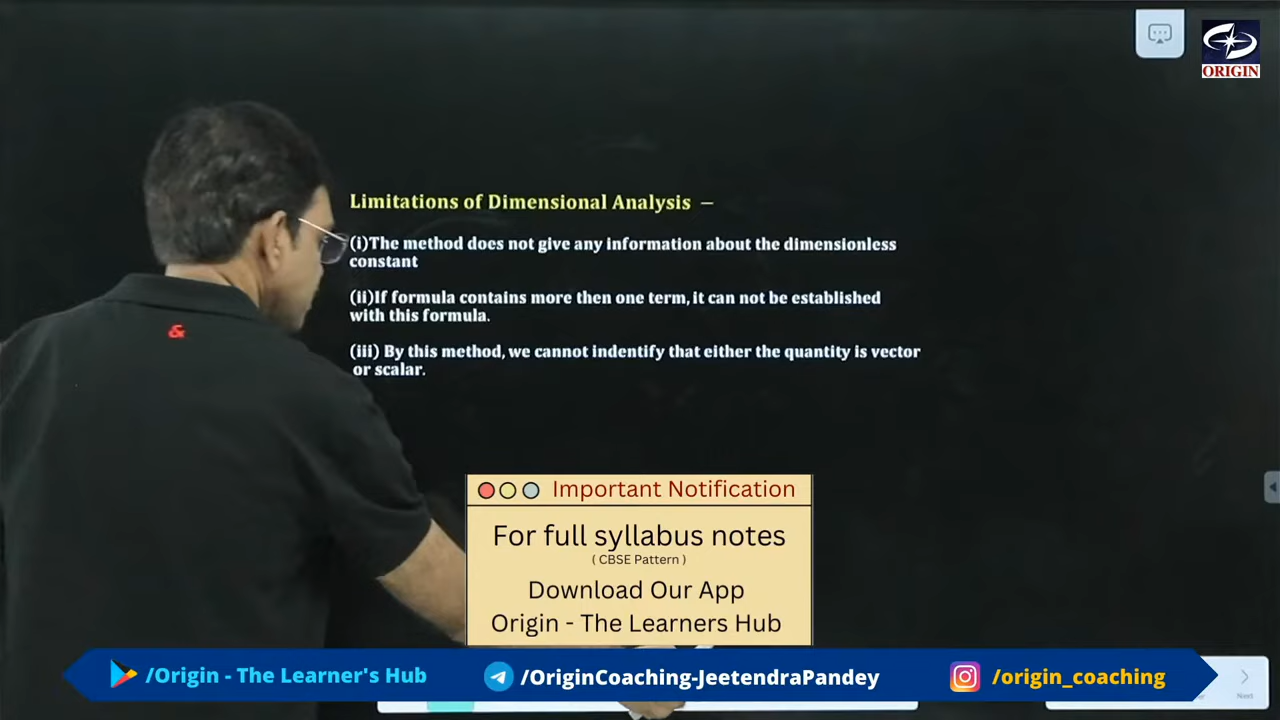 ORIGIN
Limitations of Dimensional Analysis –
(i)The method does not give any information about the dimensionless
constant
(ii)If formula contains more then one term, it can not be established
with this formula.
(iii) By this method, we cannot indentify that either the quantity is vector
or scalar.
&
Important Notification
For full syllabus notes
( CBSE Pattern )
Download Our App
Origin - The Learners Hub
/Origin - The Learner's Hub
/OriginCoaching-JeetendraPandey
/origin_coaching
Next